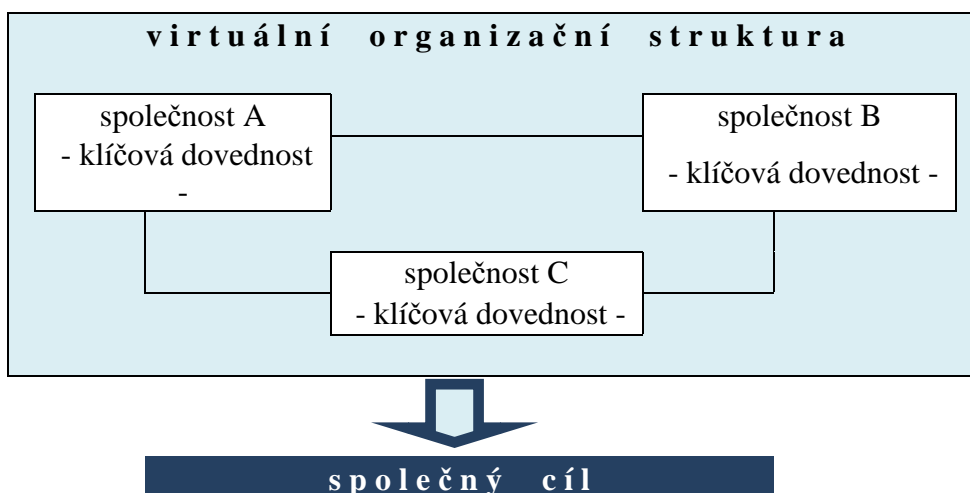 virtuální organizační struktura
společnost A
- klíčová dovednost
-
společnost B
- klíčová dovednost -
společnost C
- klíčová dovednost -
společný cíl